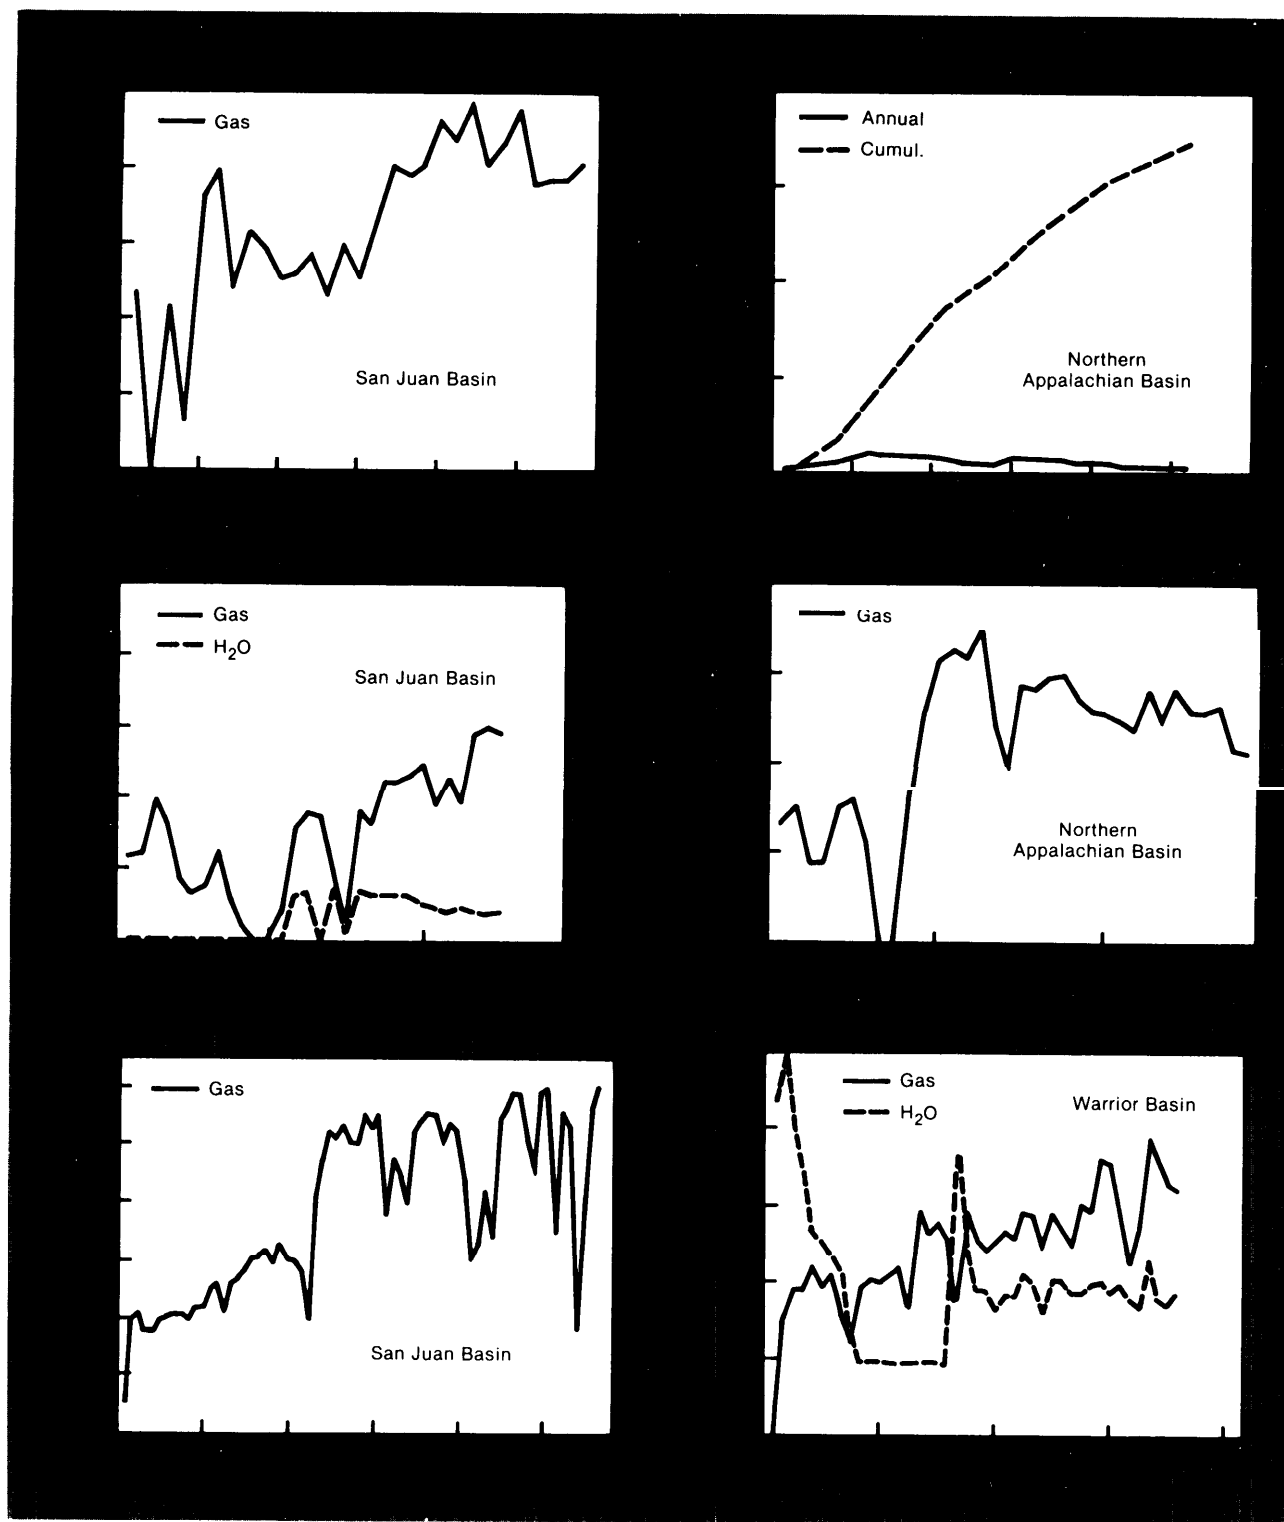 Gas
San Juan Basin
Annual
Cumul.
Northern
Appalachian Basin
Gas
H₂O
San Juan Basin
Gas
Northern
Appalachian Basin
Gas
San Juan Basin
Gas
H₂O
Warrior Basin